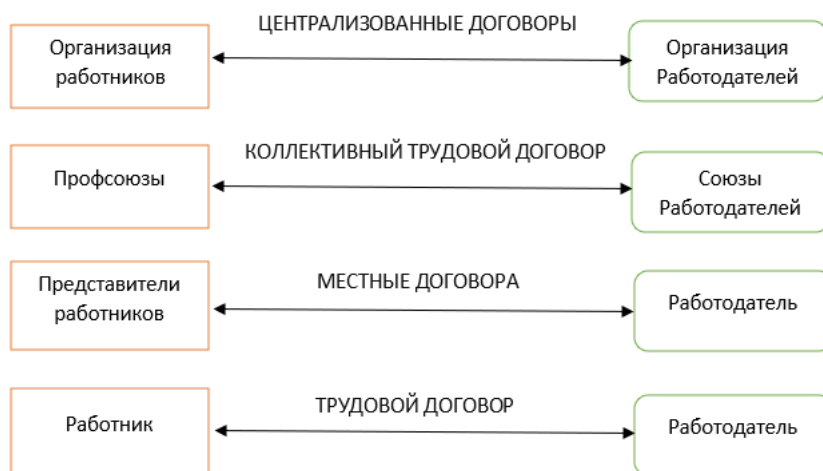 ЦЕНТРАЛИЗОВАННЫЕ ДОГОВОРЫ
Организация
работников
Организация
Работодателей
КОЛЛЕКТИВНЫЙ ТРУДОВОЙ ДОГОВОР
Профсоюзы
Союзы
Работодателей
МЕСТНЫЕ ДОГОВОРА
Представители
работников
Работодатель
ТРУДОВОЙ ДОГОВОР
Работник
Работодатель